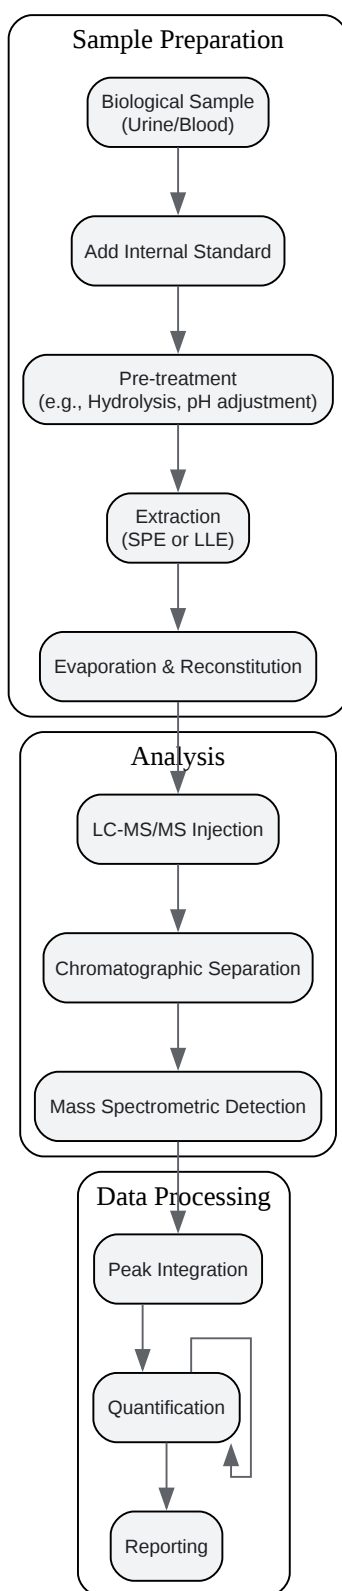 Sample Preparation
Biological Sample
(Urine/Blood)
Add Internal Standard
Pre-treatment
(e.g., Hydrolysis, pH adjustment)
Extraction
(SPE or LLE)
Evaporation & Reconstitution
Analysis
LC-MS/MS Injection
Chromatographic Separation
Mass Spectrometric Detection
Data Processing
Peak Integration
Quantification
Reporting